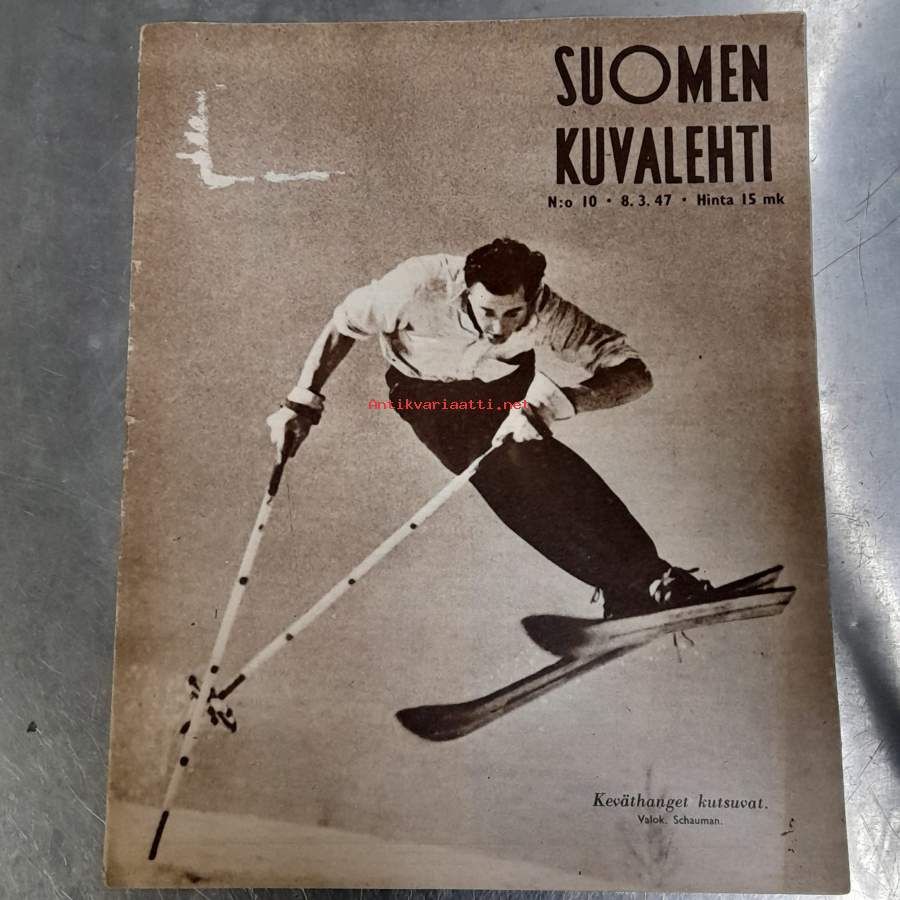 SUOMEN
KUVALEHTI
N:o 10 • 8. 3. 47 • Hinta 15 mk
Antikvariaatti.net
Keväthanget kutsuvat.
Valok. Schauman.